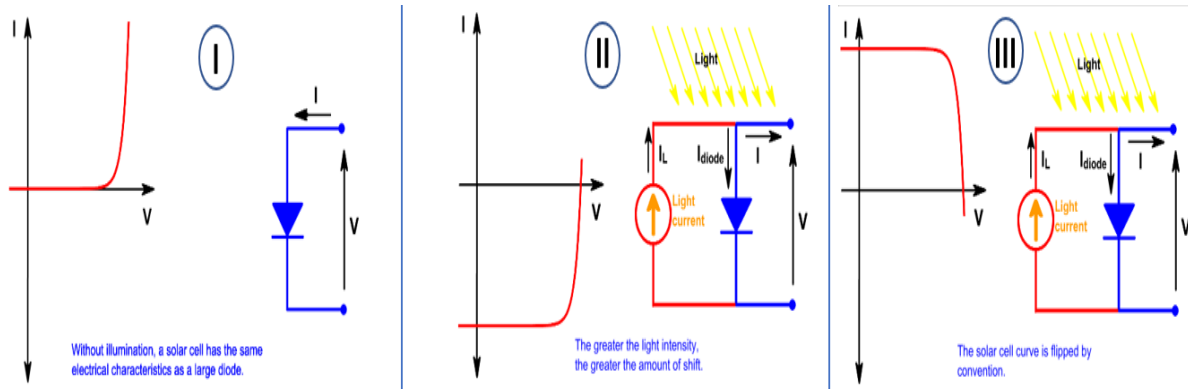 I
I
I
V
V
Without illumination, a solar cell has the same
electrical characteristics as a large diode.
I
II
Light
IL
Idiode
I
Light
current
V
V
The greater the light intensity,
the greater the amount of shift.
I
III
Light
IL
Idiode
I
Light
current
V
V
The solar cell curve is flipped by
convention.